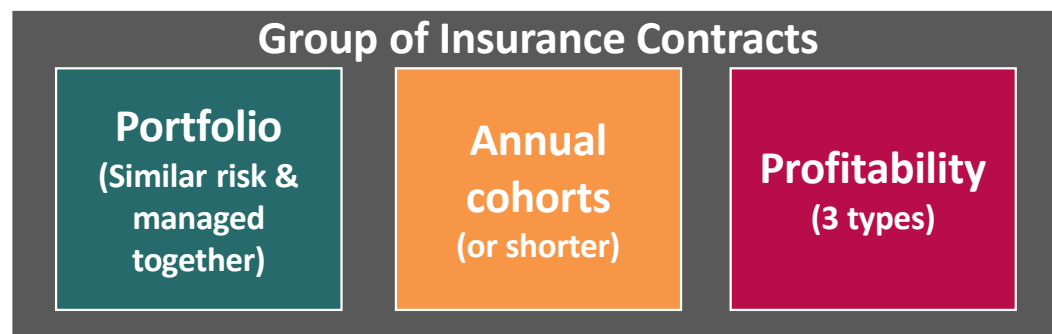 Group of Insurance Contracts
Portfolio
(Similar risk &
managed
together)
Annual
cohorts
(or shorter)
Profitability
(3 types)